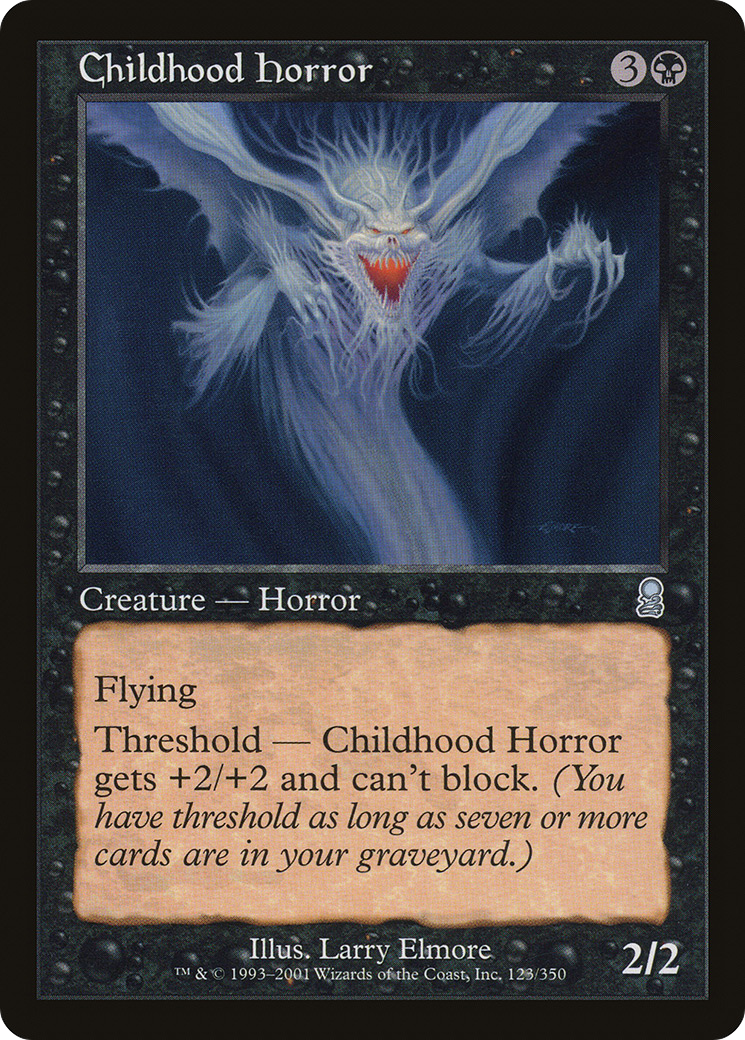 Childhood Horror
3
Creature — Horror
Flying
Threshold — Childhood Horror
gets +2/+2 and can't block. (You
have threshold as long as seven or more
cards are in your graveyard.)
Illus. Larry Elmore
™ & © 1993–2001 Wizards of the Coast, Inc. 123/350
2/2